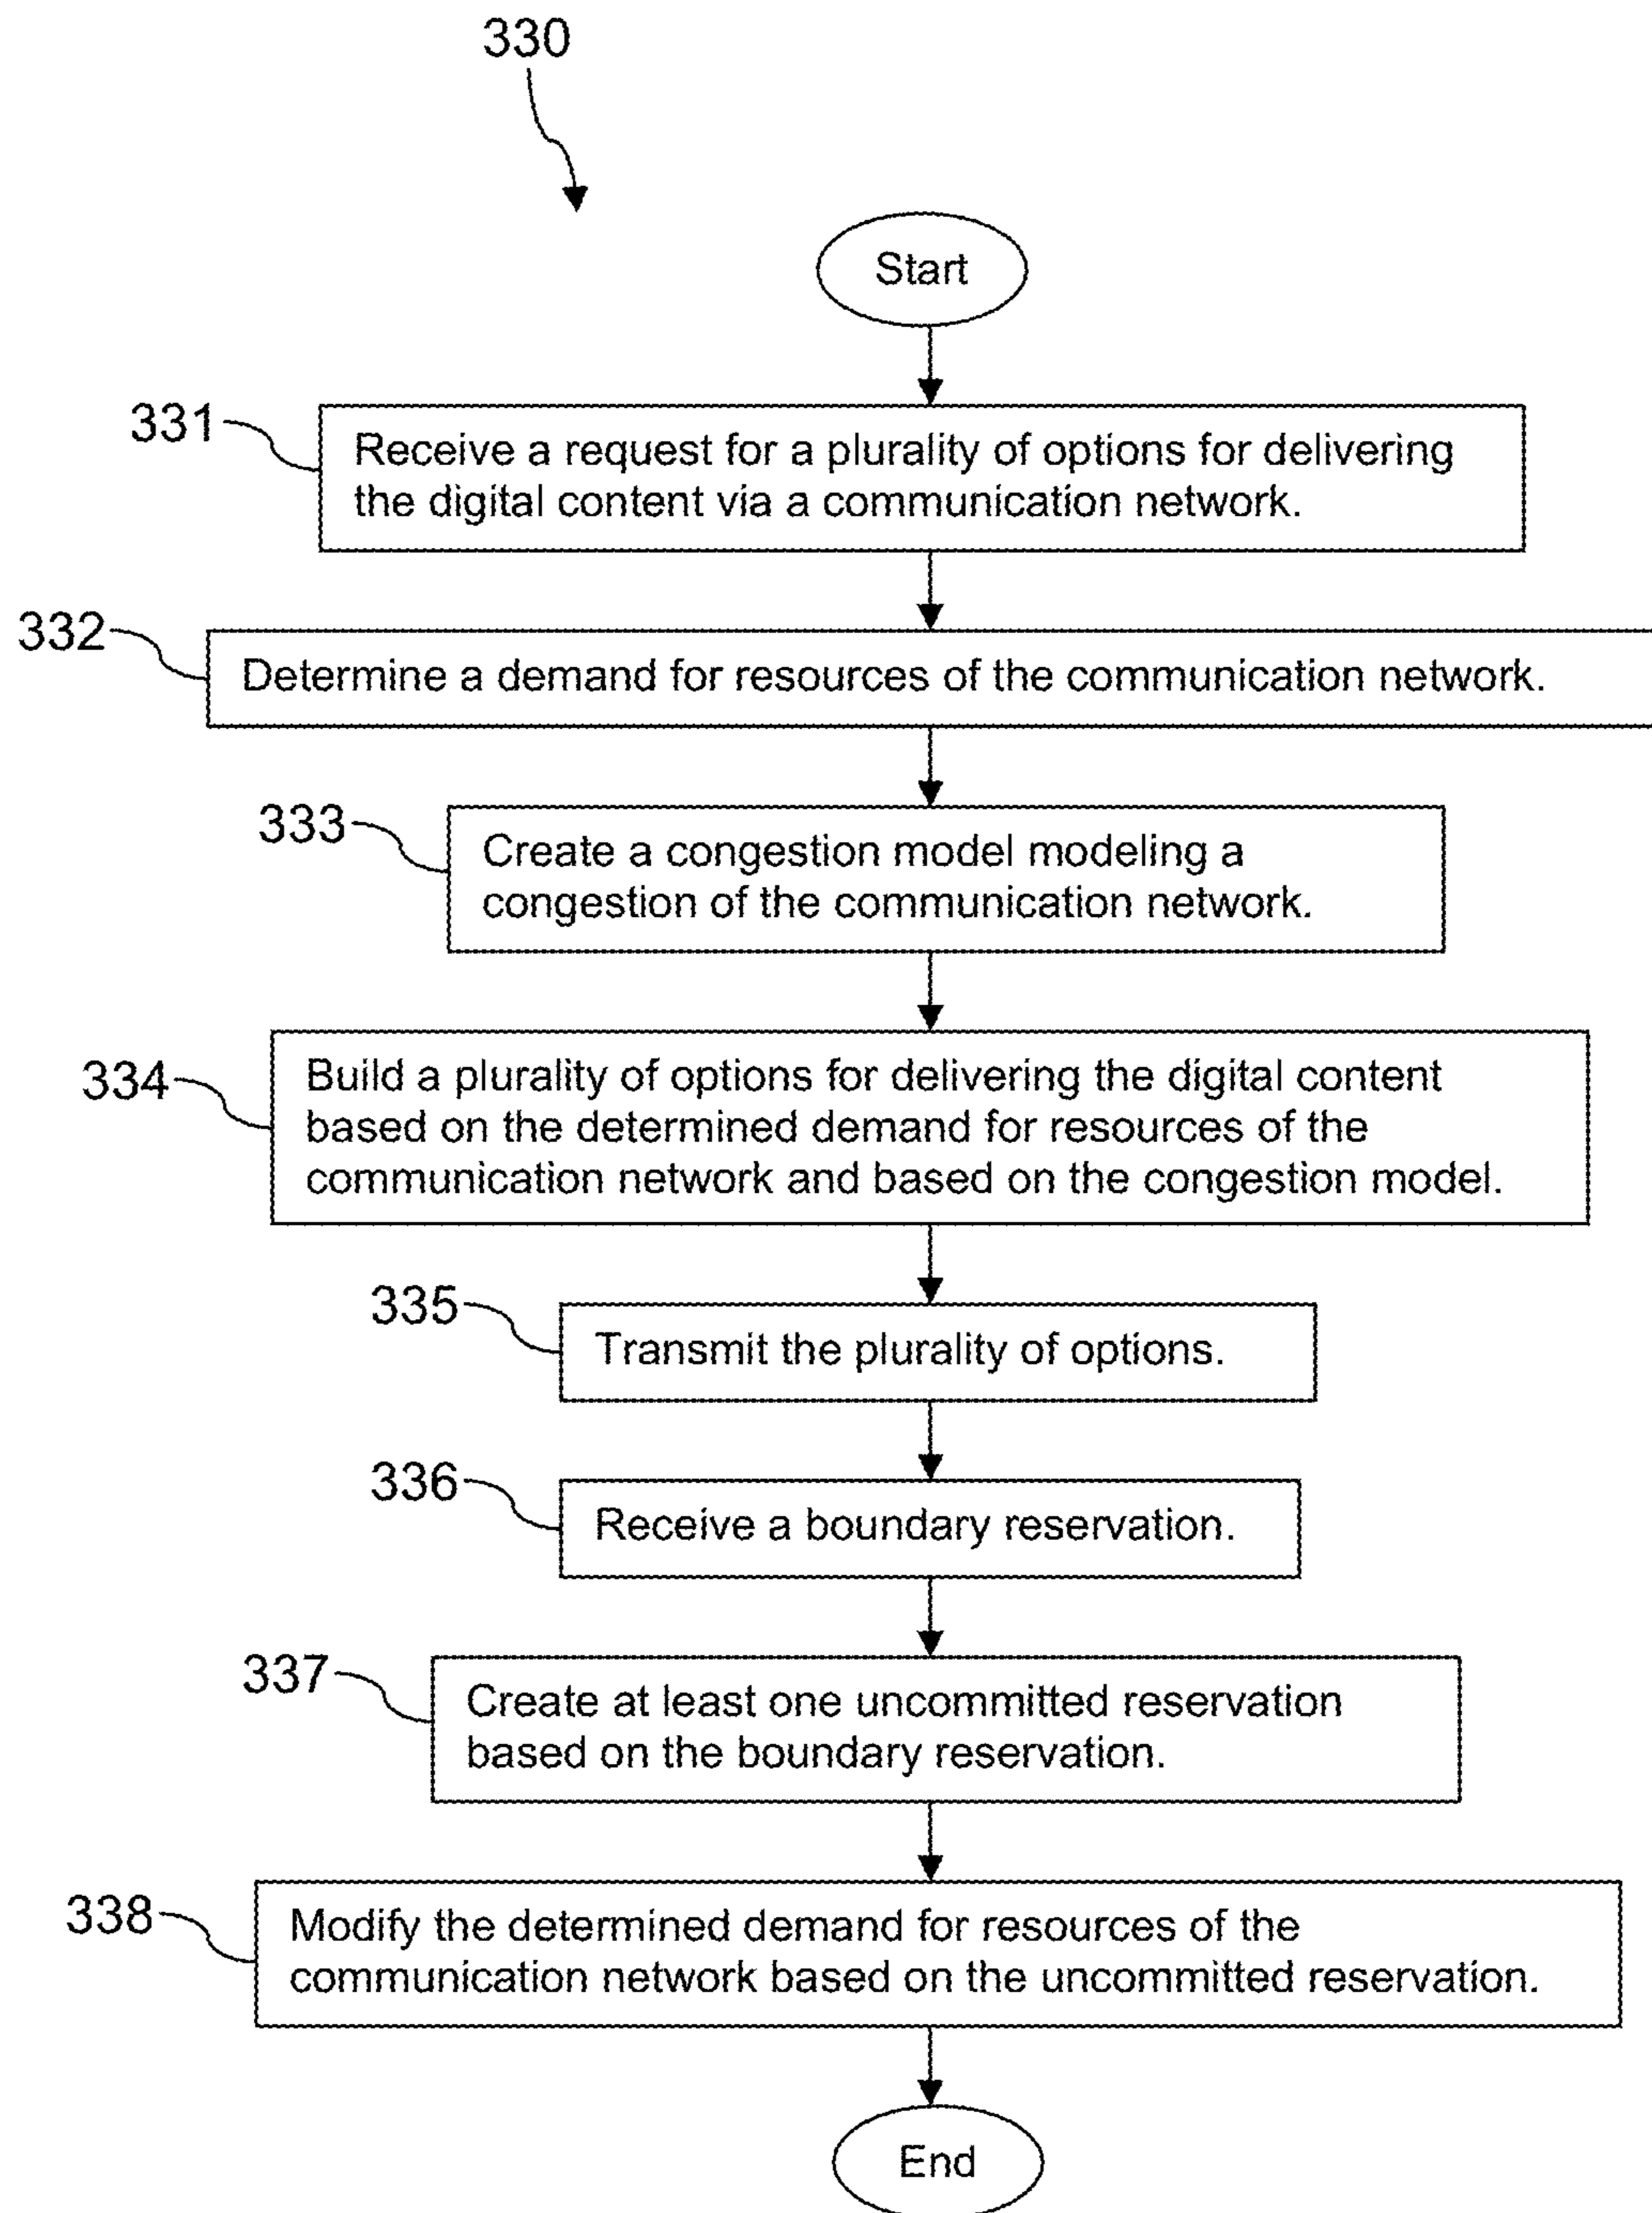 330
Start
331
Receive a request for a plurality of options for delivering
the digital content via a communication network.
332
Determine a demand for resources of the communication network.
333
Create a congestion model modeling a
congestion of the communication network.
334
Build a plurality of options for delivering the digital content
based on the determined demand for resources of the
communication network and based on the congestion model.
335
Transmit the plurality of options.
336
Receive a boundary reservation.
337
Create at least one uncommitted reservation
based on the boundary reservation.
338
Modify the determined demand for resources of the
communication network based on the uncommitted reservation.
End